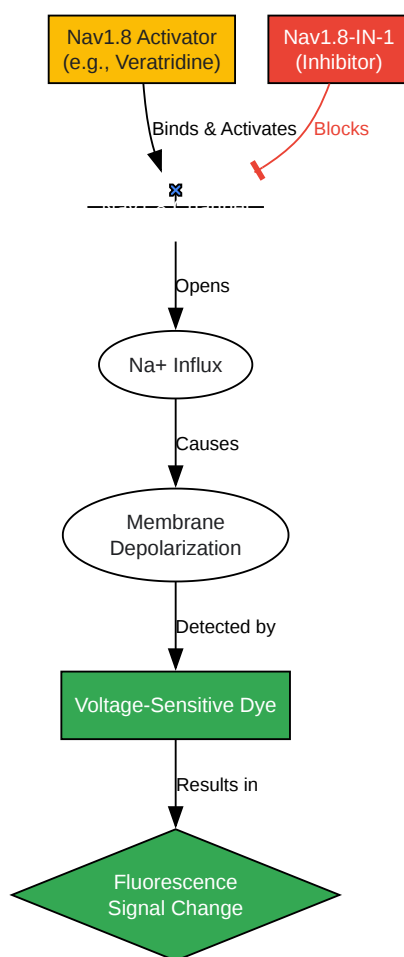 Nav1.8 Activator
(e.g., Veratridine)
Nav1.8-IN-1
(Inhibitor)
Binds & Activates
Blocks
Opens
Na+ Influx
Causes
Membrane
Depolarization
Detected by
Voltage-Sensitive Dye
Results in
Fluorescence
Signal Change